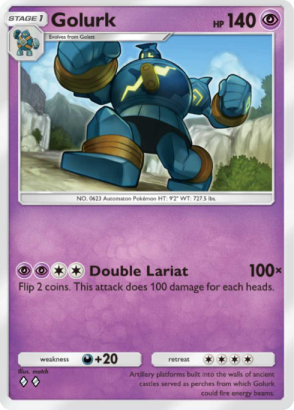 STAGE 1
Golurk
HP 140
Evolves from Golett
NO. 0623 Automaton Pokémon HT: 9'2" WT: 727.5 lbs.
Double Lariat 100×
Flip 2 coins. This attack does 100 damage for each heads.
weakness +20 retreat
Illus. match
Artillery platforms built into the walls of ancient
castles served as perches from which Golurk
could fire energy beams.